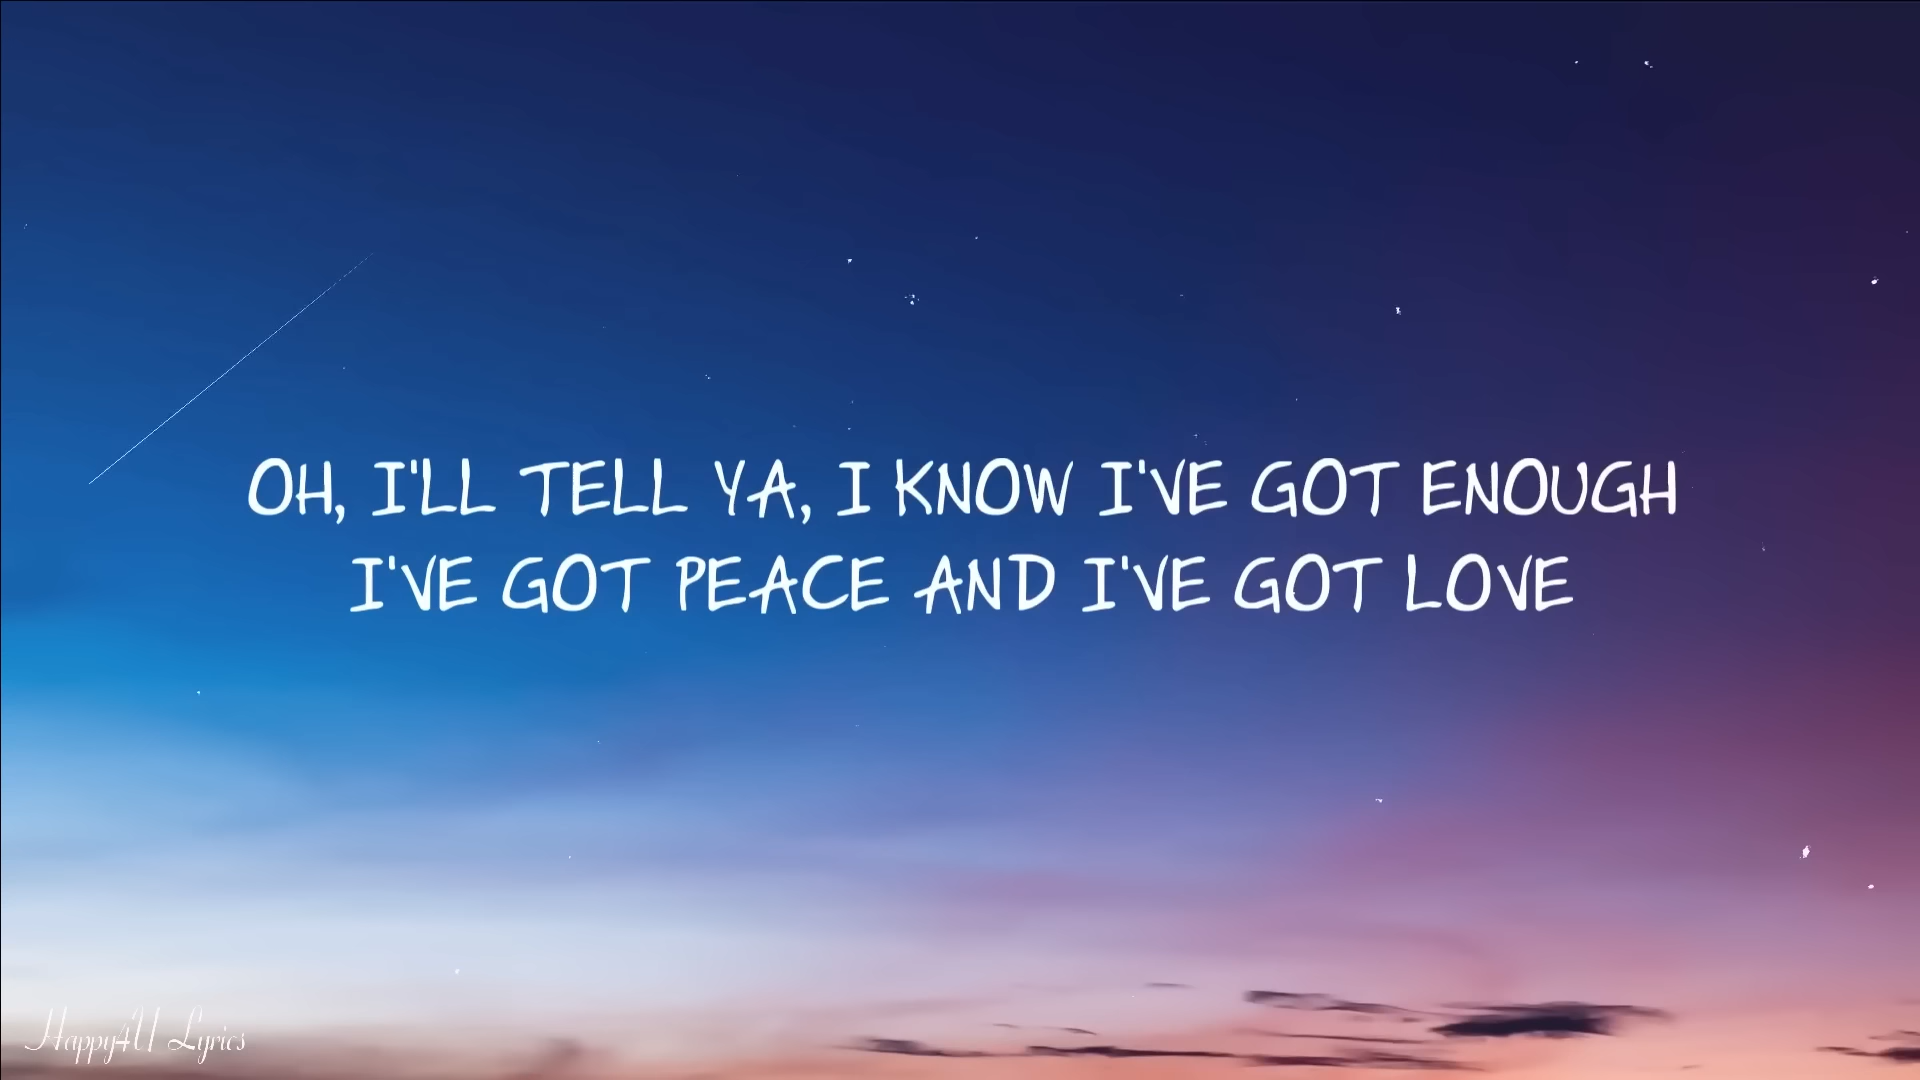 OH, I'LL TELL YA, I KNOW I'VE GOT ENOUGH
I'VE GOT PEACE AND I'VE GOT LOVE
Happy4U Lyrics